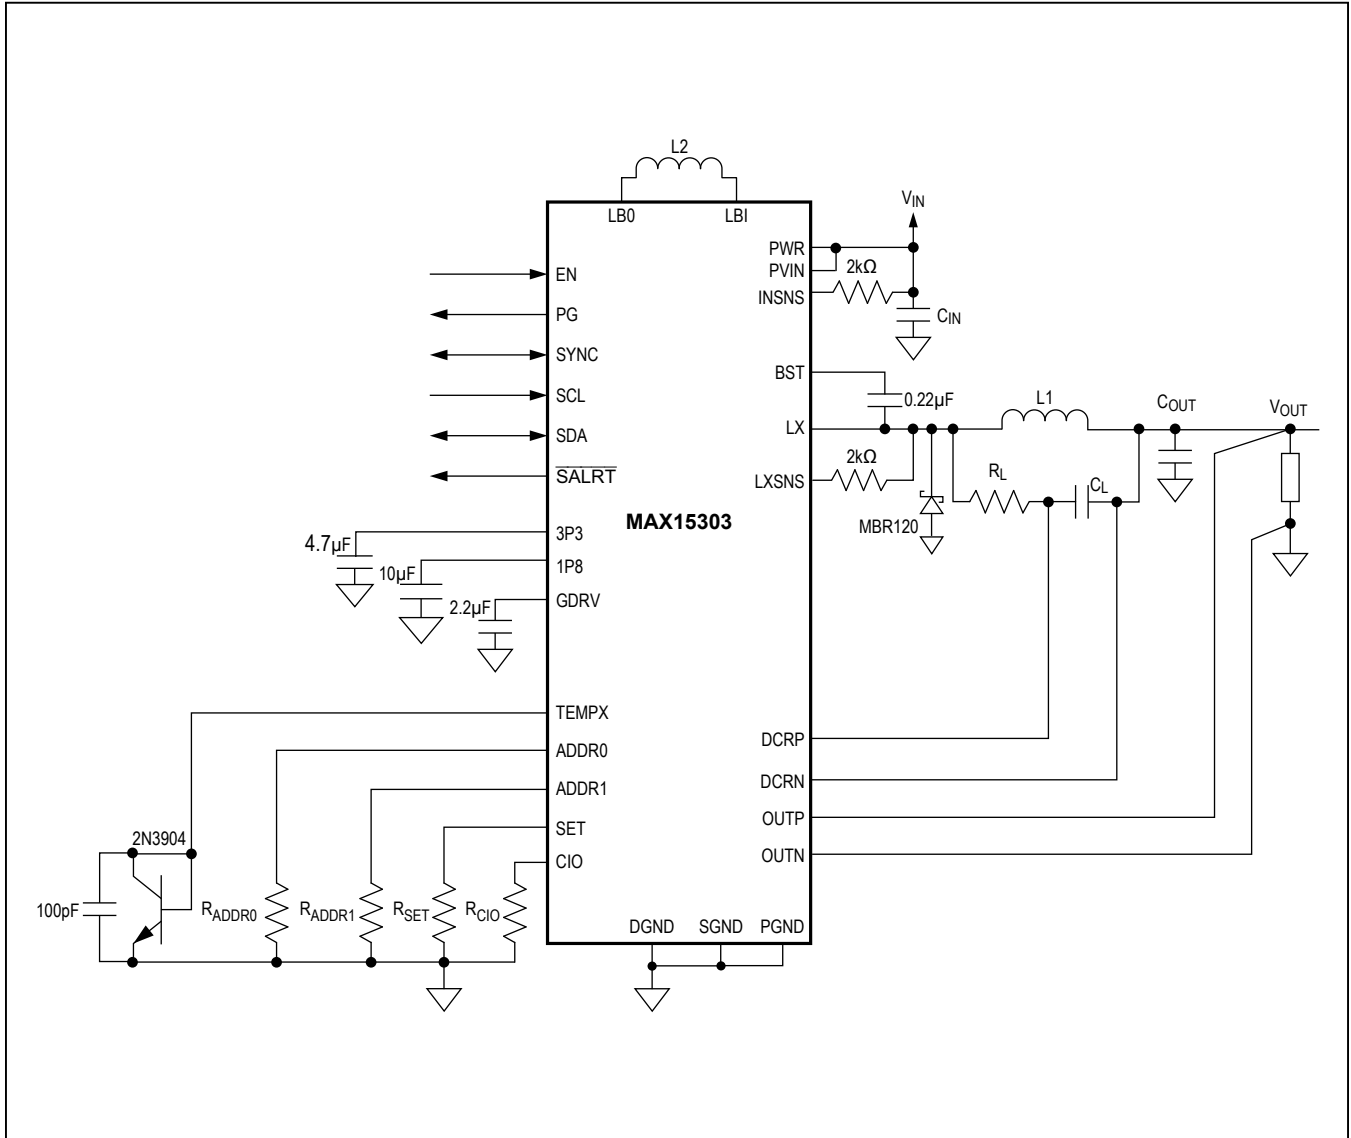 L2
LB0
LBI
VIN
PWR
PVIN
2kΩ
INSNS
CIN
EN
PG
SYNC
SCL
SDA
SALRT
BST
0.22µF
LX
L1
COUT
VOUT
2kΩ
LXSNS
RL
CL
MBR120
MAX15303
3P3
4.7µF
1P8
10µF
GDRV
2.2µF
TEMPX
ADDR0
ADDR1
SET
CIO
DCRP
DCRN
OUTP
OUTN
2N3904
100pF
RADDR0
RADDR1
RSET
RCIO
DGND
SGND
PGND